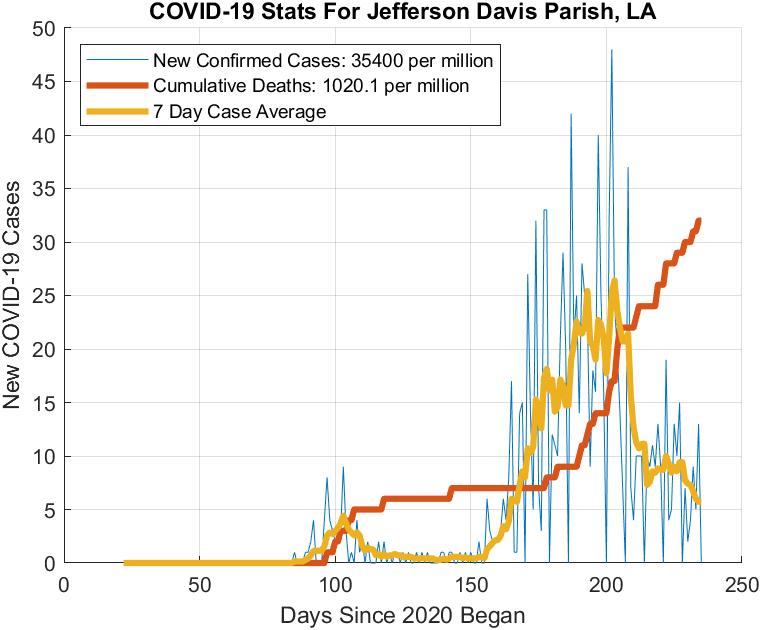 COVID-19 Stats For Jefferson Davis Parish, LA
New Confirmed Cases: 35400 per million
Cumulative Deaths: 1020.1 per million
7 Day Case Average
New COVID-19 Cases
50
45
40
35
30
25
20
15
10
5
0
0 50 100 150 200 250
Days Since 2020 Began